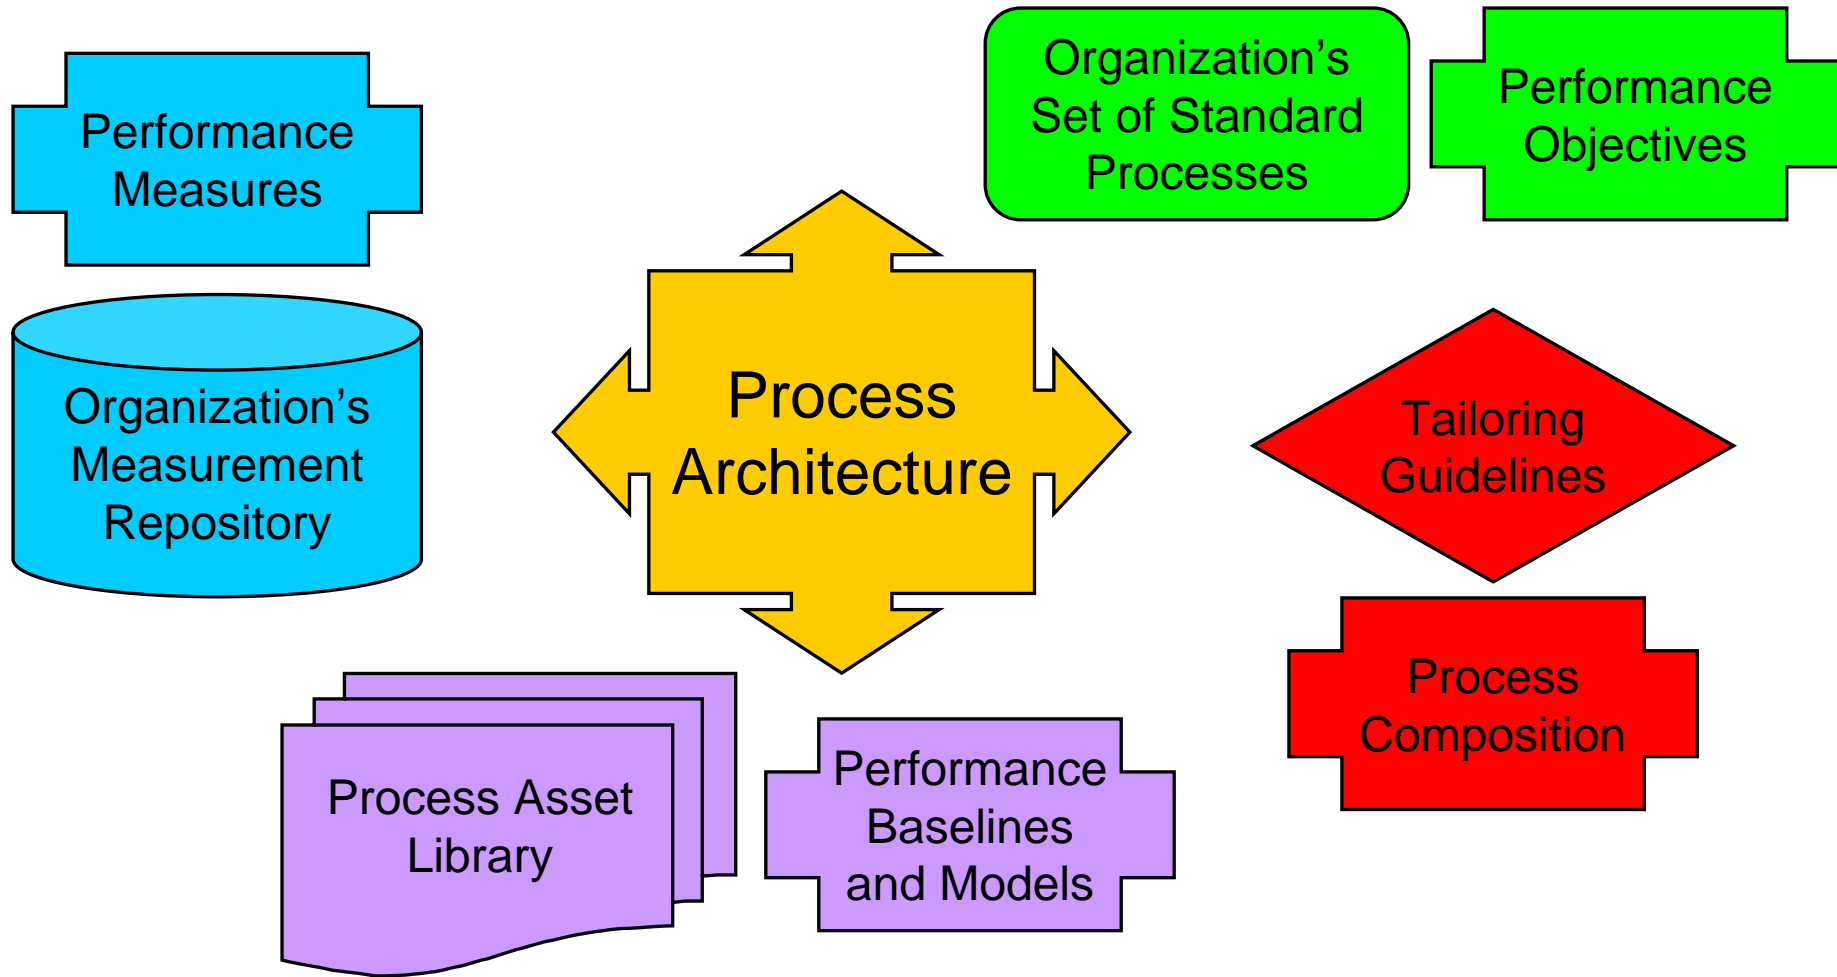 Performance
Measures
Organization’s
Set of Standard
Processes
Performance
Objectives
Organization’s
Measurement
Repository
Process
Architecture
Tailoring
Guidelines
Process Asset
Library
Performance
Baselines
and Models
Process
Composition